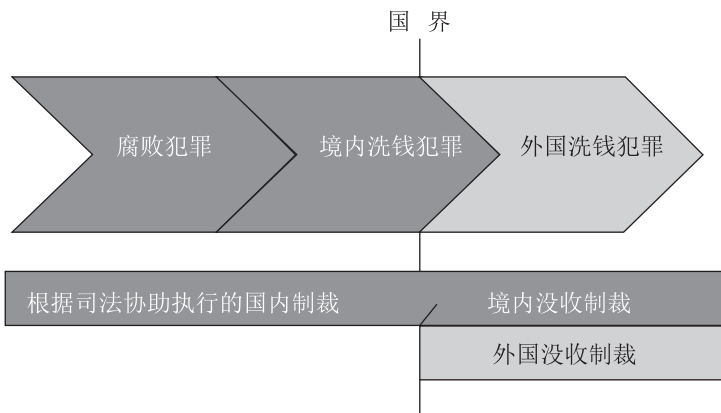 国 界
腐败犯罪
境内洗钱犯罪
外国洗钱犯罪
根据司法协助执行的国内制裁
境内没收制裁
外国没收制裁